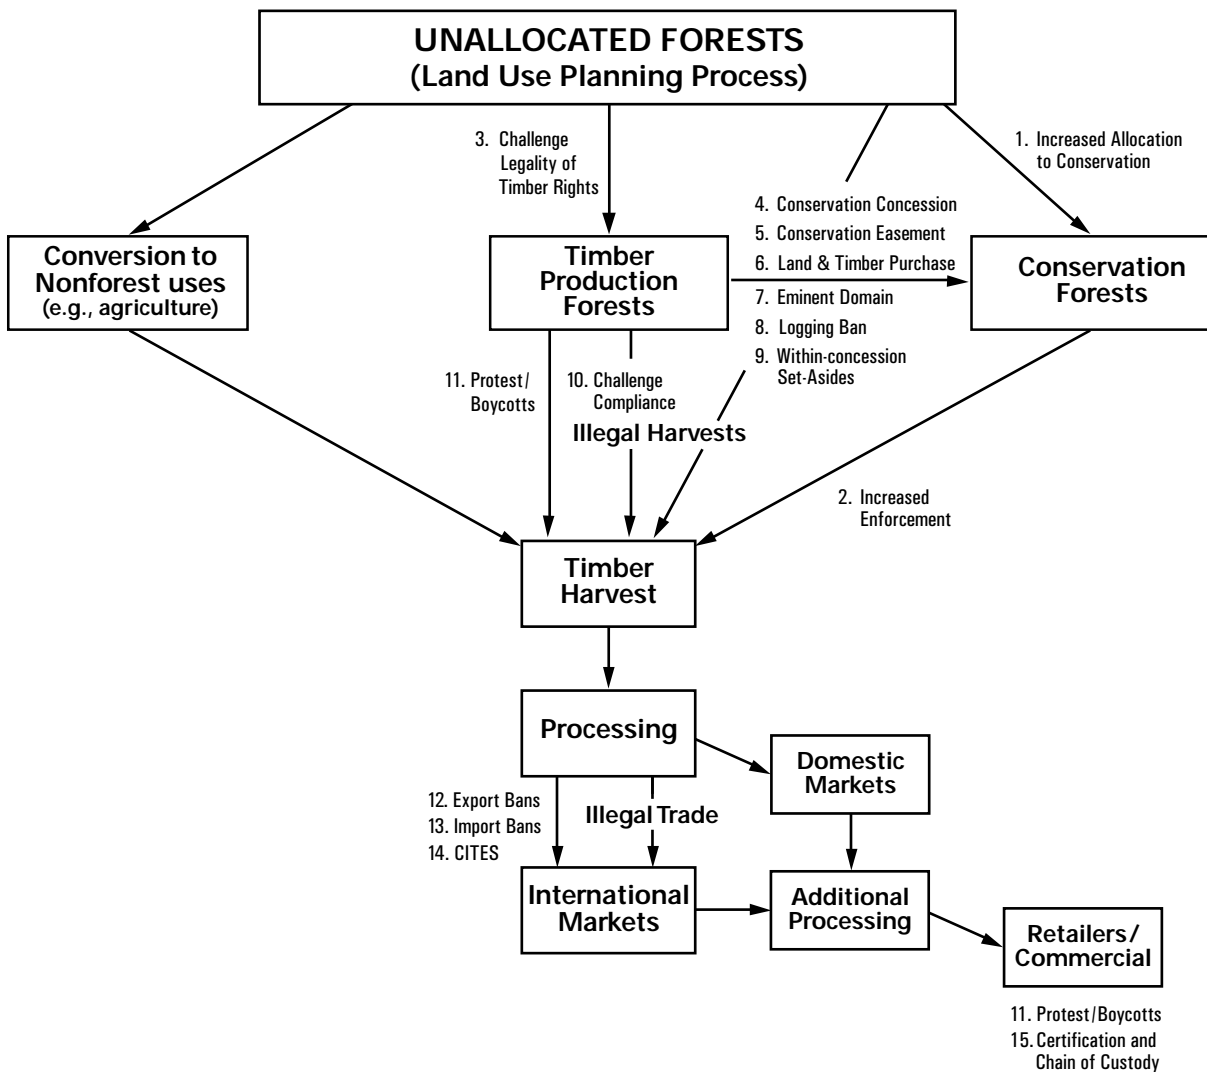 UNALLOCATED FORESTS
(Land Use Planning Process)
3. Challenge
Legality of
Timber Rights
1. Increased Allocation
to Conservation
4. Conservation Concession
5. Conservation Easement
6. Land & Timber Purchase
7. Eminent Domain
8. Logging Ban
9. Within-concession
Set-Asides
Conversion to
Nonforest uses
(e.g., agriculture)
Timber
Production
Forests
Conservation
Forests
11. Protest/
Boycotts
10. Challenge
Compliance
Illegal Harvests
2. Increased
Enforcement
Timber
Harvest
Processing
Domestic
Markets
12. Export Bans
13. Import Bans
14. CITES
Illegal Trade
International
Markets
Additional
Processing
Retailers/
Commercial
11. Protest/Boycotts
15. Certification and
Chain of Custody